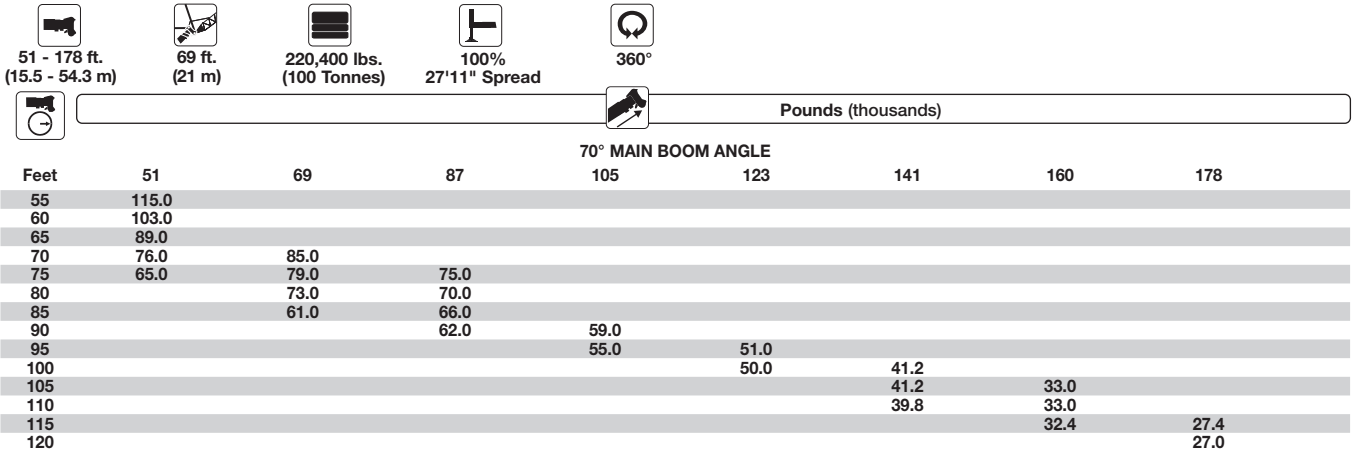 51 - 178 ft. 69 ft. 220,400 lbs. 100% 360°
(15.5 - 54.3 m) (21 m) (100 Tonnes) 27'11" Spread
Pounds (thousands)
70° MAIN BOOM ANGLE
Feet 51 69 87 105 123 141 160 178
55 115.0
60 103.0
65 89.0
70 76.0 85.0
75 65.0 79.0 75.0
80 73.0 70.0
85 61.0 66.0
90 62.0 59.0
95 55.0 51.0
100 50.0 41.2
105 41.2 33.0
110 39.8 33.0
115 32.4 27.4
120 27.0